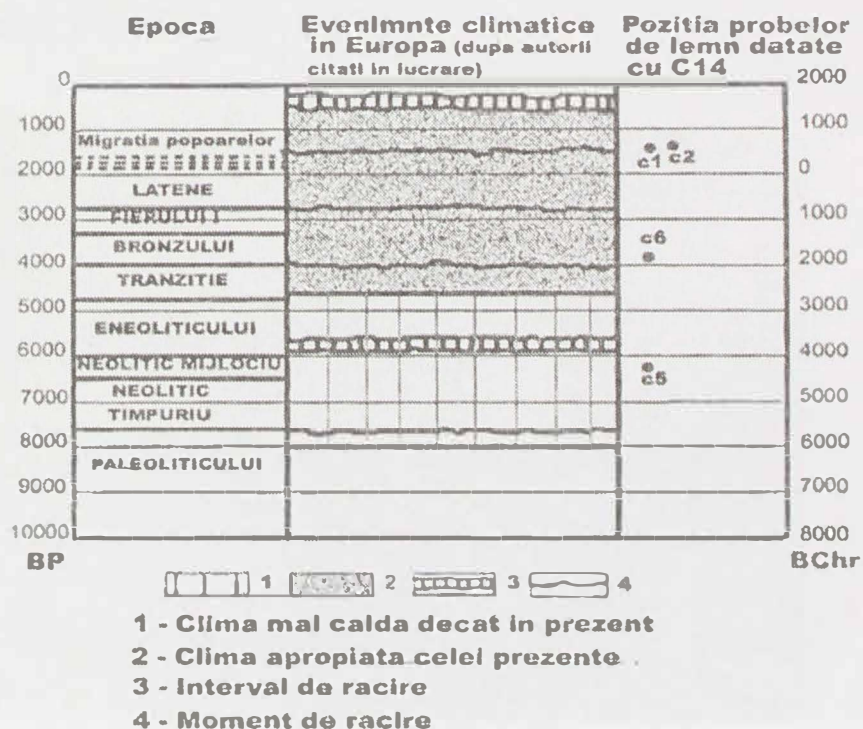 Epoca
Evenimnte climatice
in Europa (dupa autorii
citati in lucrare)
Pozitia probelor
de lemn datate
cu C14
0
1000
2000
3000
4000
5000
6000
7000
8000
9000
10000
BP
Migratia popoarelor
LATENE
FIERULUI I
BRONZULUI
TRANZITIE
ENEOLITICULUI
NEOLITIC MIJLOCIU
NEOLITIC
TIMPURIU
PALEOLITICULUI
c1 c2
c6
c5
2000
1000
0
1000
2000
3000
4000
5000
6000
7000
8000
BChr
1 2 3 4
1 - Clima mai calda decat in prezent
2 - Clima apropiata celei prezente
3 - Interval de racire
4 - Moment de racire